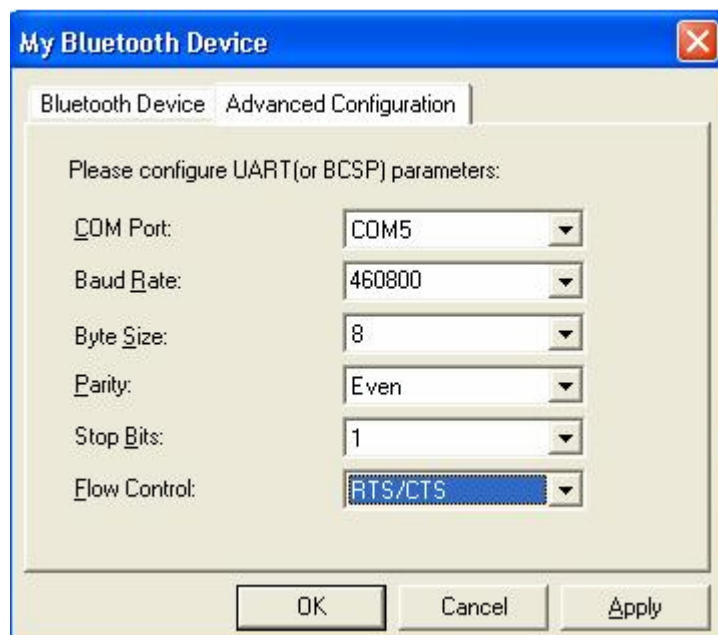 My Bluetooth Device
Bluetooth Device Advanced Configuration
Please configure UART(or BCSP) parameters:
COM Port: COM5
Baud Rate: 460800
Byte Size: 8
Parity: Even
Stop Bits: 1
Flow Control: RTS/CTS
OK Cancel Apply